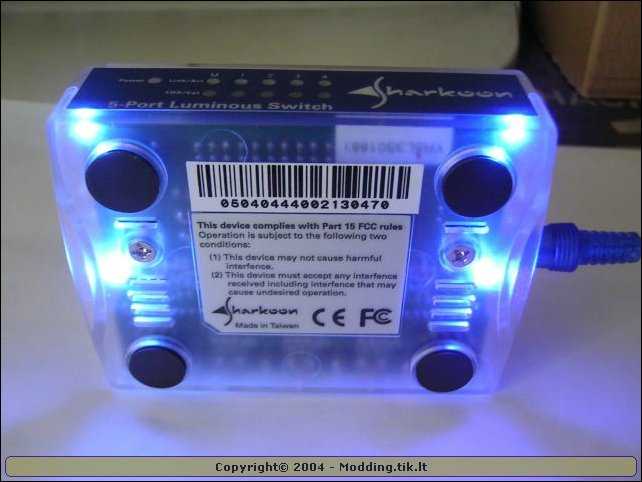 Power Link/Act M 1 2 3 4
Sharkoon
5-Port Luminous Switch
05040444002130470
This device complies with Part 15 FCC rules
Operation is subject to the following two
conditions:
(1) This device may not cause harmful
interference.
(2) This device must accept any interference
received including interference that may
cause undesired operation.
Sharkoon
Made in Taiwan
CE FC
Copyright© 2004 - Modding.tik.lt